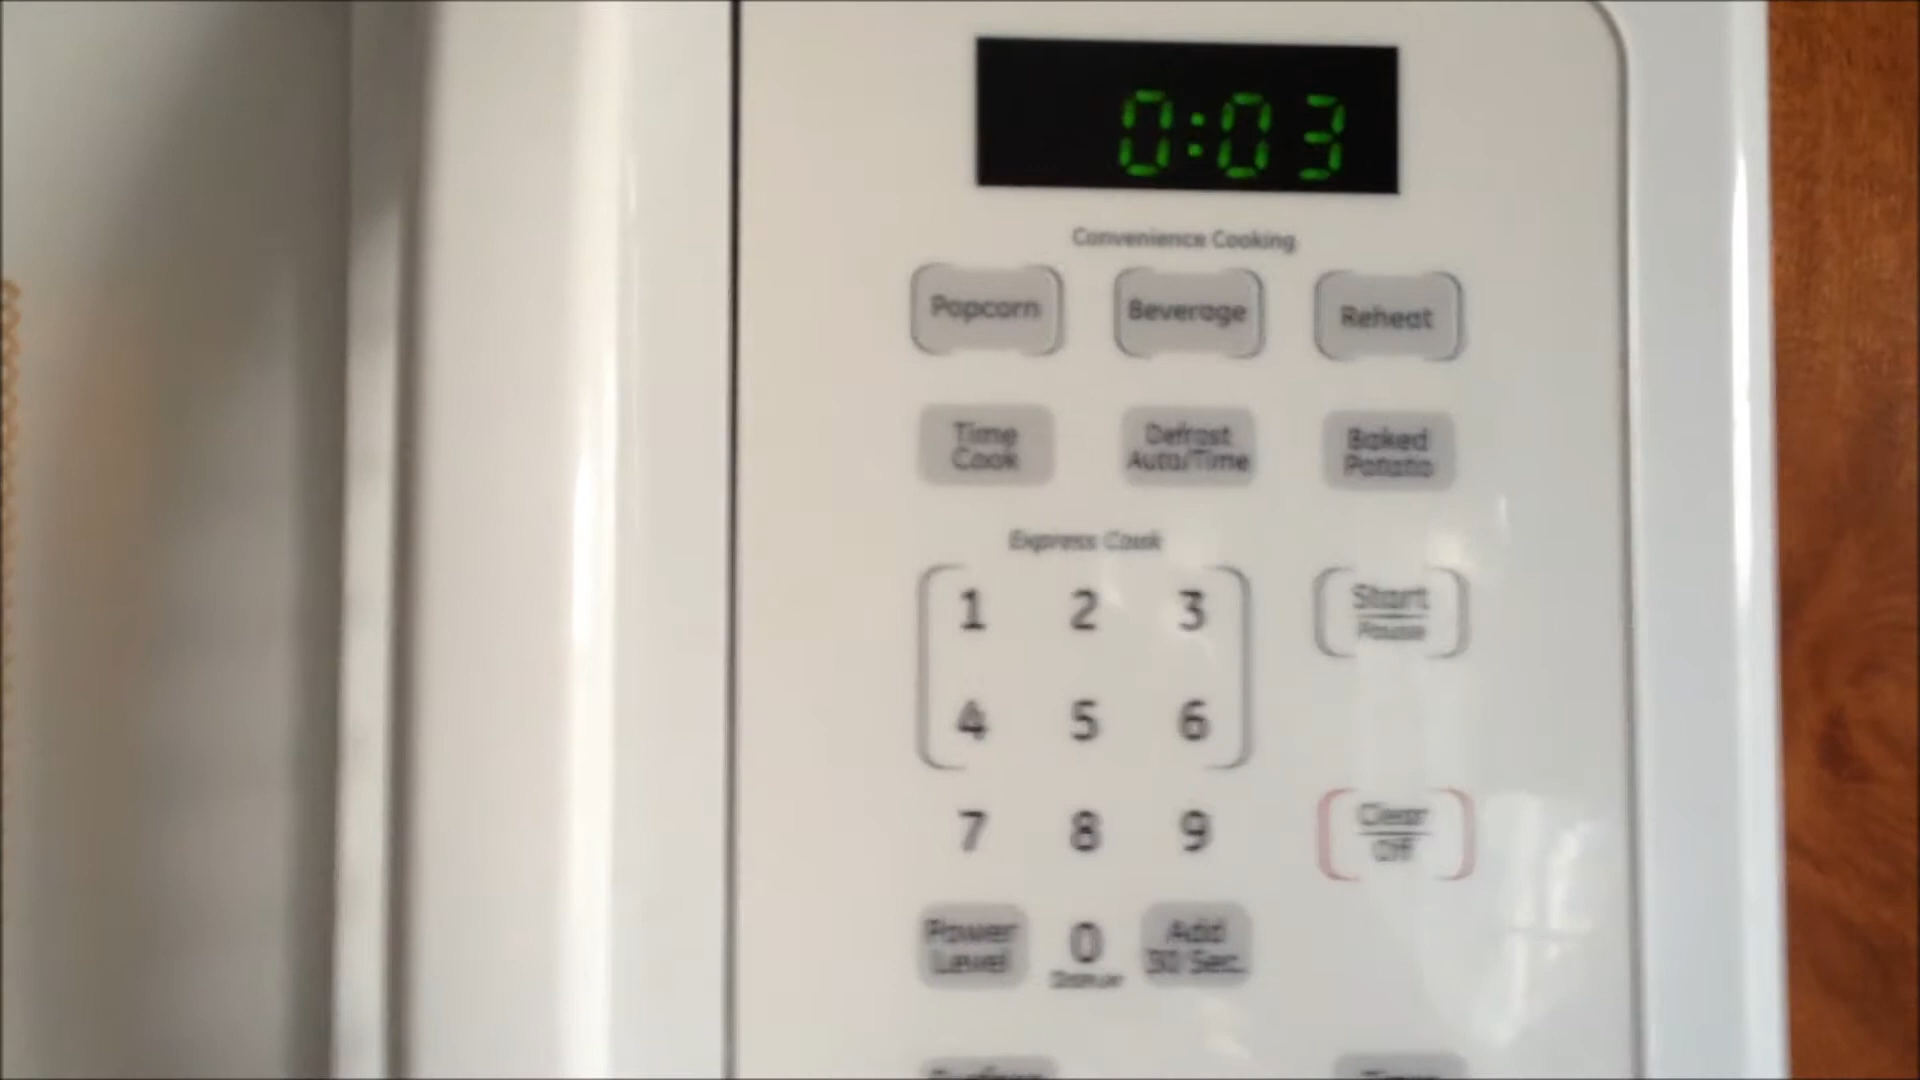 0:03
Convenience Cooking
Popcorn Beverage Reheat
Time Cook
Defrost Auto/Time
Baked Potato
Express Cook
1 2 3
Start
Pause
4 5 6
7 8 9
Clear
Off
Power Level
0
Display
Add 30 Sec.